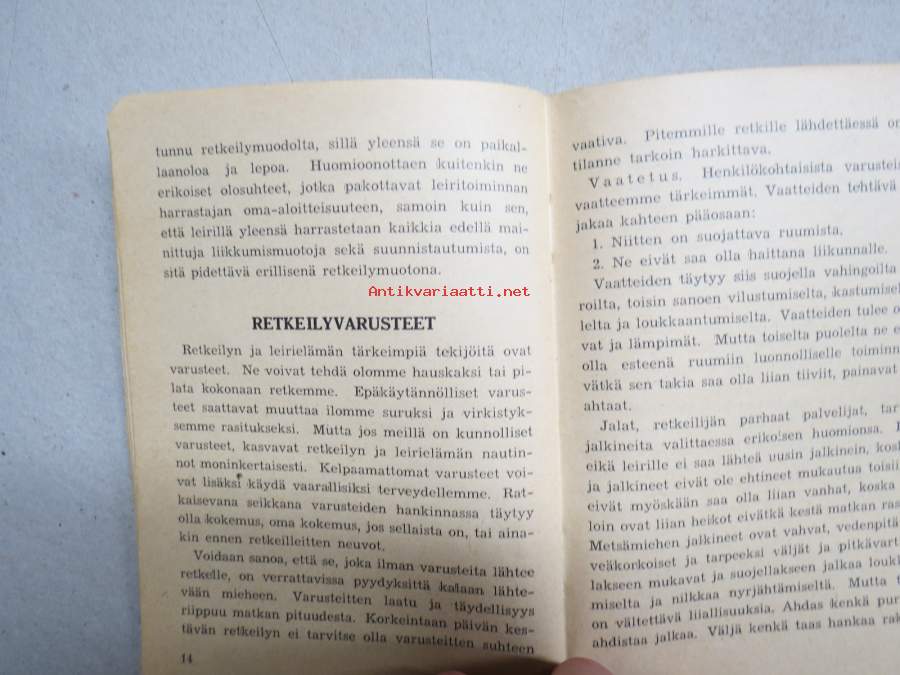 tunnu retkeilymuodolta, sillä yleensä se on paikal-
laanoloa ja lepoa. Huomioonottaen kuitenkin ne
erikoiset olosuhteet, jotka pakottavat leiritoiminnan
harrastajan oma-aloitteisuuteen, samoin kuin sen,
että leirillä yleensä harrastetaan kaikkia edellä mai-
nittuja liikkumismuotoja sekä suunnistautumista, on
sitä pidettävä erillisenä retkeilymuotona.
Antikvariaatti.net
RETKEILYVARUSTEET
Retkeilyn ja leirielämän tärkeimpiä tekijöitä ovat
varusteet. Ne voivat tehdä olomme hauskaksi tai pi-
lata kokonaan retkemme. Epäkäytännölliset varus-
teet saattavat muuttaa ilomme suruksi ja virkistyk-
semme rasitukseksi. Mutta jos meillä on kunnolliset
varusteet, kasvavat retkeilyn ja leirielämän nautin-
not moninkertaisesti. Kelpaamattomat varusteet voi-
vat lisäksi käydä vaarallisiksi terveydellemme. Rat-
kaisevana seikkana varusteiden hankinnassa täytyy
olla kokemus, oma kokemus, jos sellaista on, tai aina-
kin ennen retkeilleitten neuvot.
Voidaan sanoa, että se, joka ilman varusteita lähtee
retkelle, on verrattavissa pyydyksittä kalaan lähte-
vään mieheen. Varusteitten laatu ja täydellisyys
riippuu matkan pituudesta. Korkeintaan päivän kes-
tävän retkeilyn ei tarvitse olla varusteitten suhteen
14
vaativa. Pitemmille retkille lähdettäessä on
tilanne tarkoin harkittava.
Vaatetus. Henkilökohtaisista varusteis
vaatteemme tärkeimmät. Vaatteiden tehtävä
jakaa kahteen pääosaan:
1. Niitten on suojattava ruumista.
2. Ne eivät saa olla haittana liikunnalle.
Vaatteiden täytyy siis suojella vahingoilta
roilta, toisin sanoen vilustumiselta, kastumisel
lelta ja loukkaantumiselta. Vaatteiden tulee o
vat ja lämpimät. Mutta toiselta puolelta ne e
olla esteenä ruumiin luonnolliselle toiminn
vätkä sen takia saa olla liian tiiviit, painavat
ahtaat.
Jalat, retkeilijän parhaat palvelijat, tar
jalkineita valittaessa erikoisen huomionsa.
eikä leirille ei saa lähteä uusin jalkinein, kosk
ja jalkineet eivät ole ehtineet mukautua toisiin
eivät myöskään saa olla liian vanhat, koska
loin ovat liian heikot eivätkä kestä matkan ras
Metsämiehen jalkineet ovat vahvat, vedenpitä
veäkorkoiset ja tarpeeksi väljät ja pitkävart
lakseen mukavat ja suojellakseen jalkaa loukk
miselta ja nilkkaa nyrjähtämiseltä. Mutta t
on vältettävä liiallisuuksia. Ahdas kenkä pur
ahdistaa jalkaa. Väljä kenkä taas hankaa rak